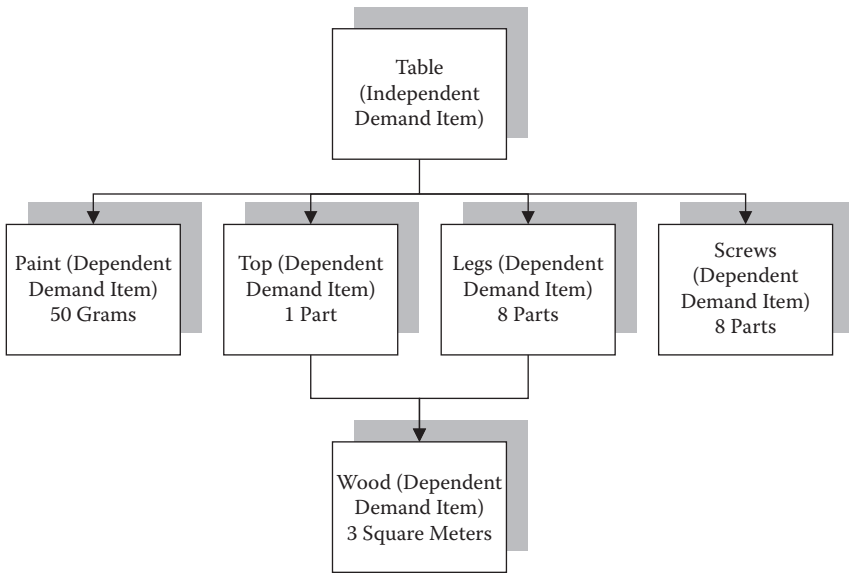 Table
(Independent
Demand Item)
Paint (Dependent
Demand Item)
50 Grams
Top (Dependent
Demand Item)
1 Part
Legs (Dependent
Demand Item)
8 Parts
Screws
(Dependent
Demand Item)
8 Parts
Wood (Dependent
Demand Item)
3 Square Meters